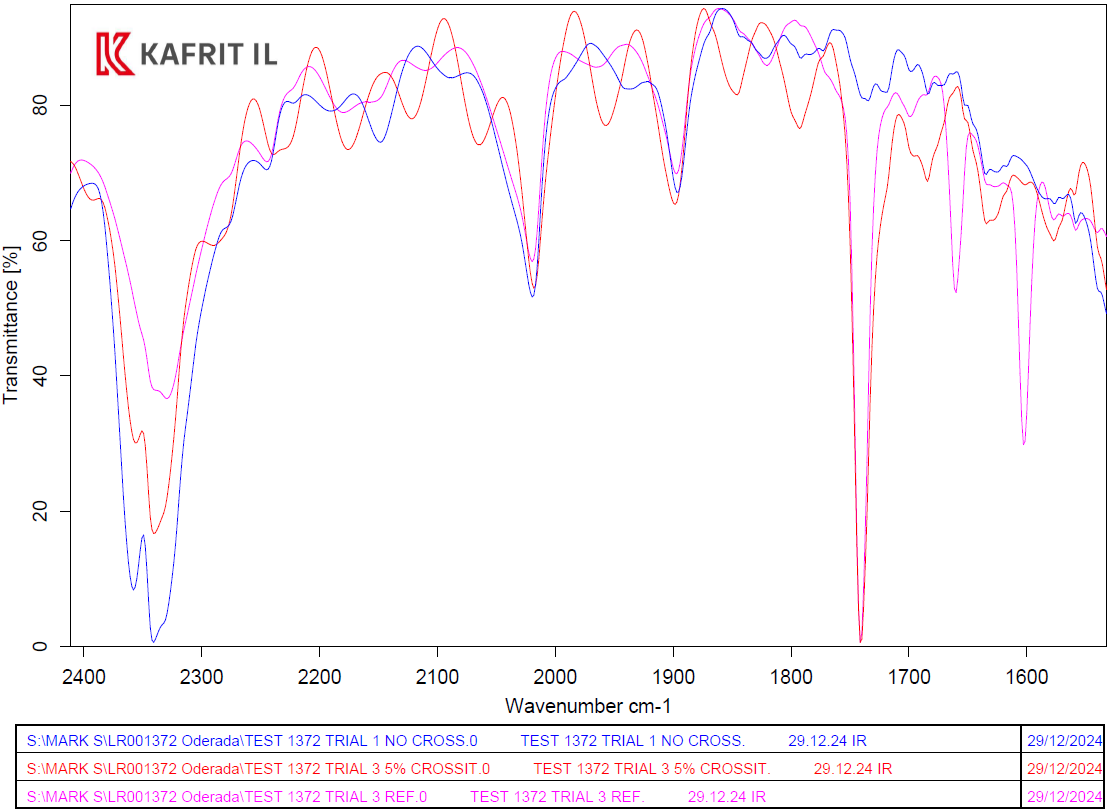 KAFRIT IL
80
60
40
20
0
Transmittance [%]
2400 2300 2200 2100 2000 1900 1800 1700 1600
Wavenumber cm-1
S:\MARK S\LR001372 Oderada\TEST 1372 TRIAL 1 NO CROSS.0 TEST 1372 TRIAL 1 NO CROSS. 29.12.24 IR 29/12/2024
S:\MARK S\LR001372 Oderada\TEST 1372 TRIAL 3 5% CROSSIT.0 TEST 1372 TRIAL 3 5% CROSSIT. 29.12.24 IR 29/12/2024
S:\MARK S\LR001372 Oderada\TEST 1372 TRIAL 3 REF.0 TEST 1372 TRIAL 3 REF. 29.12.24 IR 29/12/2024